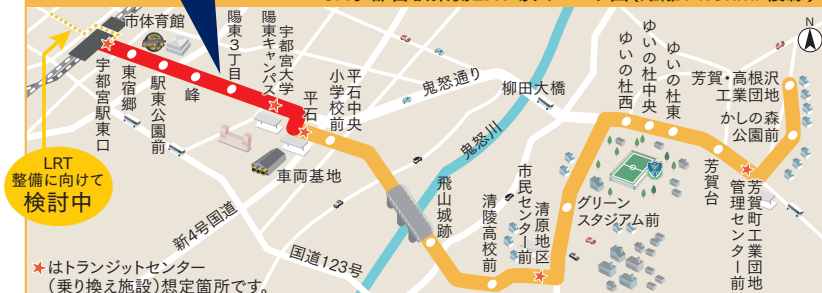 市体育館
宇都宮駅東口
東宿郷
駅東公園前
峰
陽東3丁目
宇都宮大学
陽東キャンパス
平石
平石中央
小学校前
鬼怒通り
柳田大橋
鬼怒川
車両基地
新4号国道
国道123号
飛山城跡
清陵高校前
清原地区
市民センター前
グリーン
スタジアム前
ゆいの杜西
ゆいの杜中央
ゆいの杜東
芳賀台
芳賀町工業団地
管理センター前
かしの森
公園前
芳賀・高根沢
工業団地
N
LRT
整備に向けて
検討中
★はトランジットセンター
(乗り換え施設)想定箇所です。